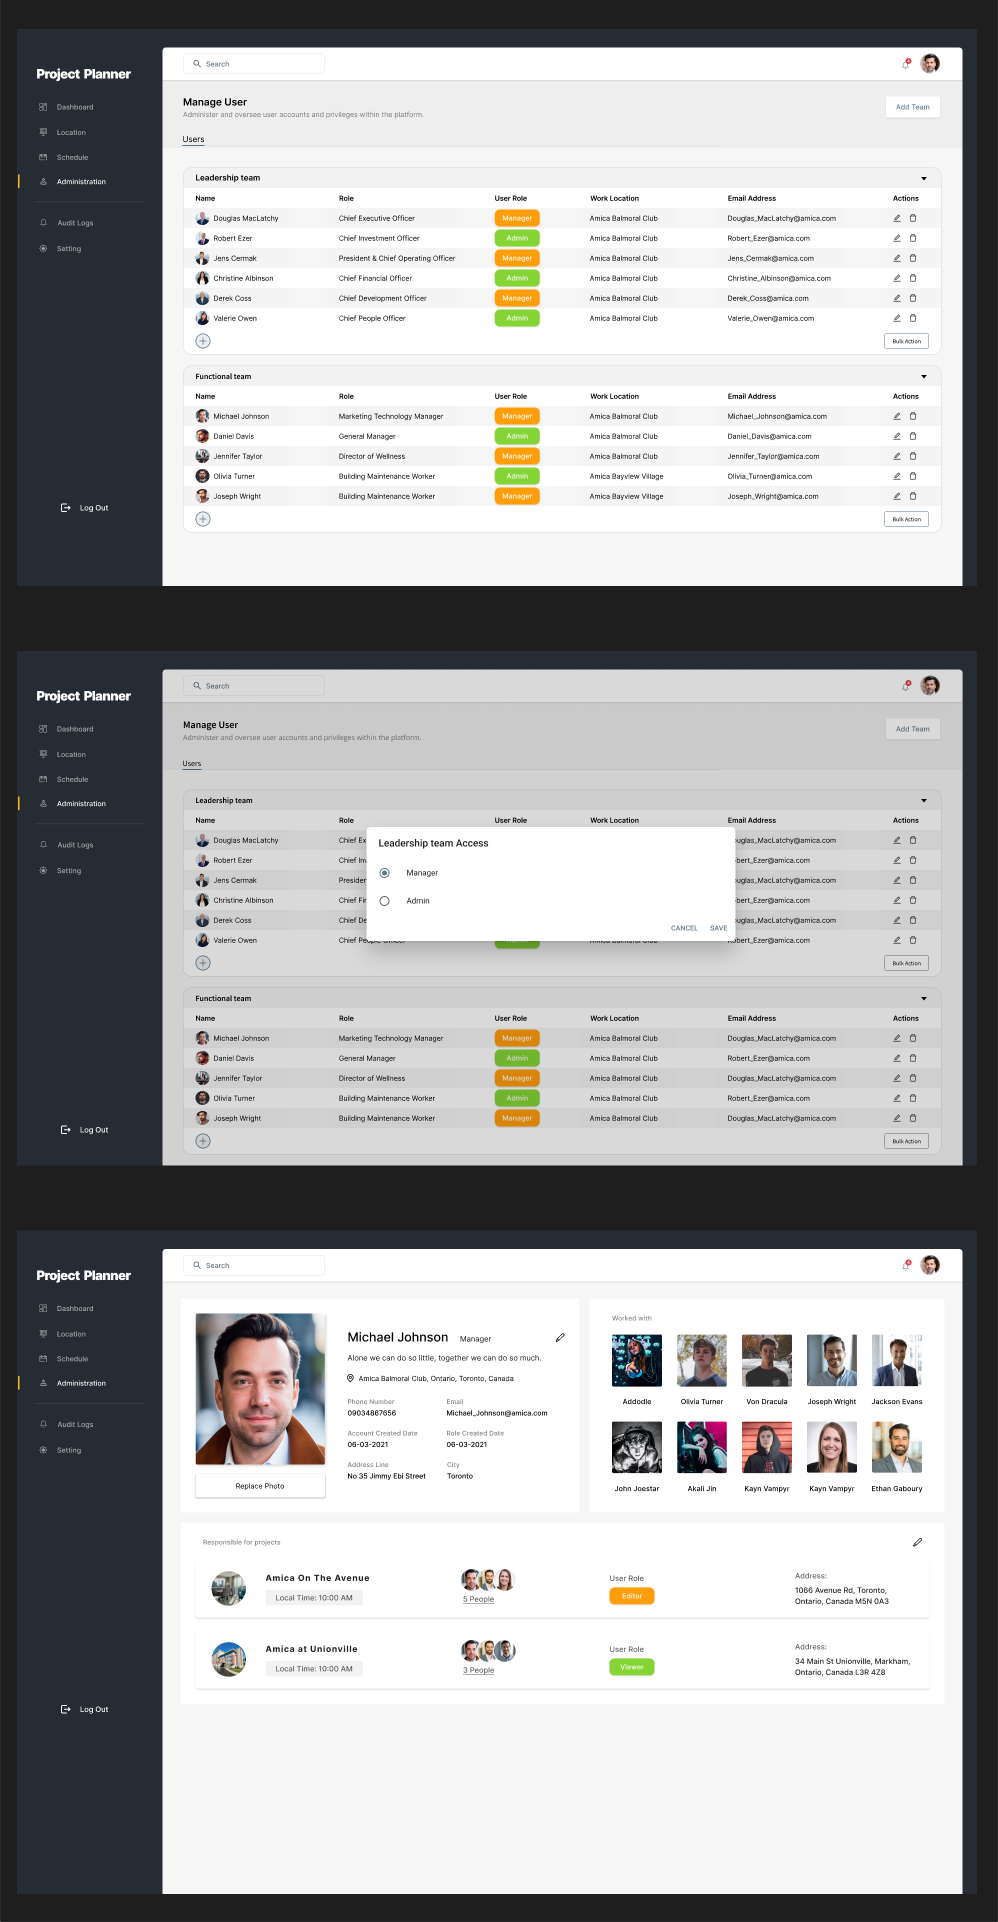 Project Planner
Dashboard
Location
Schedule
Administration
Audit Logs
Setting
Log Out
Search
Manage User
Administer and oversee user accounts and privileges within the platform.
Add Team
Users
Leadership team
Name Role User Role Work Location Email Address Actions
Douglas MacLatchy Chief Executive Officer Manager Amica Balmoral Club Douglas_MacLatchy@amica.com
Robert Ezer Chief Investment Officer Admin Amica Balmoral Club Robert_Ezer@amica.com
Jens Cermak President & Chief Operating Officer Manager Amica Balmoral Club Jens_Cermak@amica.com
Christine Albinson Chief Financial Officer Admin Amica Balmoral Club Christine_Albinson@amica.com
Derek Coss Chief Development Officer Manager Amica Balmoral Club Derek_Coss@amica.com
Valerie Owen Chief People Officer Admin Amica Balmoral Club Valerie_Owen@amica.com
Bulk Action
Functional team
Name Role User Role Work Location Email Address Actions
Michael Johnson Marketing Technology Manager Manager Amica Balmoral Club Michael_Johnson@amica.com
Daniel Davis General Manager Admin Amica Balmoral Club Daniel_Davis@amica.com
Jennifer Taylor Director of Wellness Manager Amica Balmoral Club Jennifer_Taylor@amica.com
Olivia Turner Building Maintenance Worker Admin Amica Bayview Village Olivia_Turner@amica.com
Joseph Wright Building Maintenance Worker Manager Amica Bayview Village Joseph_Wright@amica.com
Bulk Action
Project Planner
Dashboard
Location
Schedule
Administration
Audit Logs
Setting
Log Out
Search
Manage User
Administer and oversee user accounts and privileges within the platform.
Add Team
Users
Leadership team
Name Role User Role Work Location Email Address Actions
Douglas MacLatchy Chief Ex uglas_MacLatchy@amica.com
Robert Ezer Chief In bert_Ezer@amica.com
Jens Cermak Presider uglas_MacLatchy@amica.com
Christine Albinson Chief Fin bert_Ezer@amica.com
Derek Coss Chief De uglas_MacLatchy@amica.com
Valerie Owen Chief People Officer Admin Amica Balmoral Club Robert_Ezer@amica.com
Leadership team Access
Manager
Admin
CANCEL SAVE
Bulk Action
Functional team
Name Role User Role Work Location Email Address Actions
Michael Johnson Marketing Technology Manager Manager Amica Balmoral Club Douglas_MacLatchy@amica.com
Daniel Davis General Manager Admin Amica Balmoral Club Robert_Ezer@amica.com
Jennifer Taylor Director of Wellness Manager Amica Balmoral Club Douglas_MacLatchy@amica.com
Olivia Turner Building Maintenance Worker Admin Amica Balmoral Club Robert_Ezer@amica.com
Joseph Wright Building Maintenance Worker Manager Amica Balmoral Club Douglas_MacLatchy@amica.com
Bulk Action
Project Planner
Dashboard
Location
Schedule
Administration
Audit Logs
Setting
Log Out
Search
Michael Johnson Manager
Alone we can do so little, together we can do so much.
Amica Balmoral Club, Ontario, Toronto, Canada
Phone Number Email
09034867656 Michael_Johnson@amica.com
Account Created Date Role Created Date
06-03-2021 06-03-2021
Address Line City
No 35 Jimmy Ebi Street Toronto
Replace Photo
Worked with
Addodie Olivia Turner Von Dracula Joseph Wright Jackson Evans
John Joestar Akali Jin Kayn Vampyr Kayn Vampyr Ethan Gaboury
Responsible for projects
Amica On The Avenue
Local Time: 10:00 AM
5 People
User Role
Editor
Address:
1066 Avenue Rd, Toronto,
Ontario, Canada M5N 0A3
Amica at Unionville
Local Time: 10:00 AM
3 People
User Role
Viewer
Address:
34 Main St Unionville, Markham,
Ontario, Canada L3R 4Z8